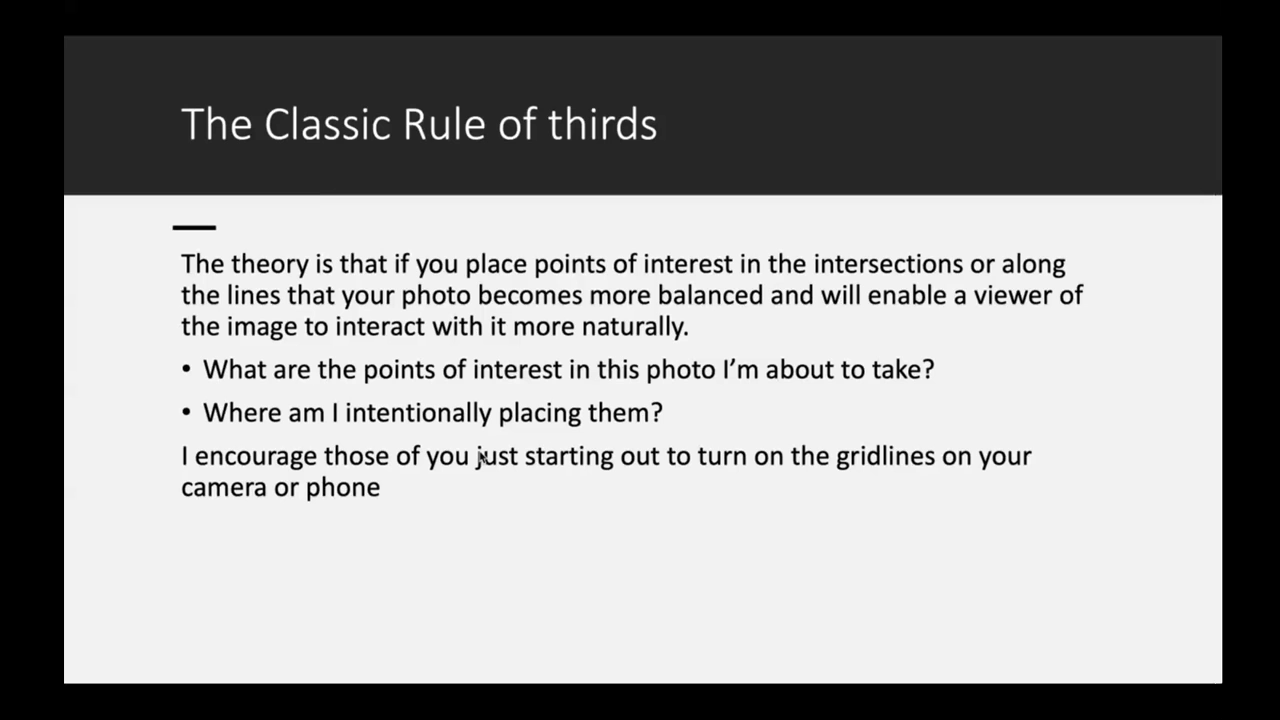 The Classic Rule of thirds
The theory is that if you place points of interest in the intersections or along
the lines that your photo becomes more balanced and will enable a viewer of
the image to interact with it more naturally.
• What are the points of interest in this photo I’m about to take?
• Where am I intentionally placing them?
I encourage those of you just starting out to turn on the gridlines on your
camera or phone